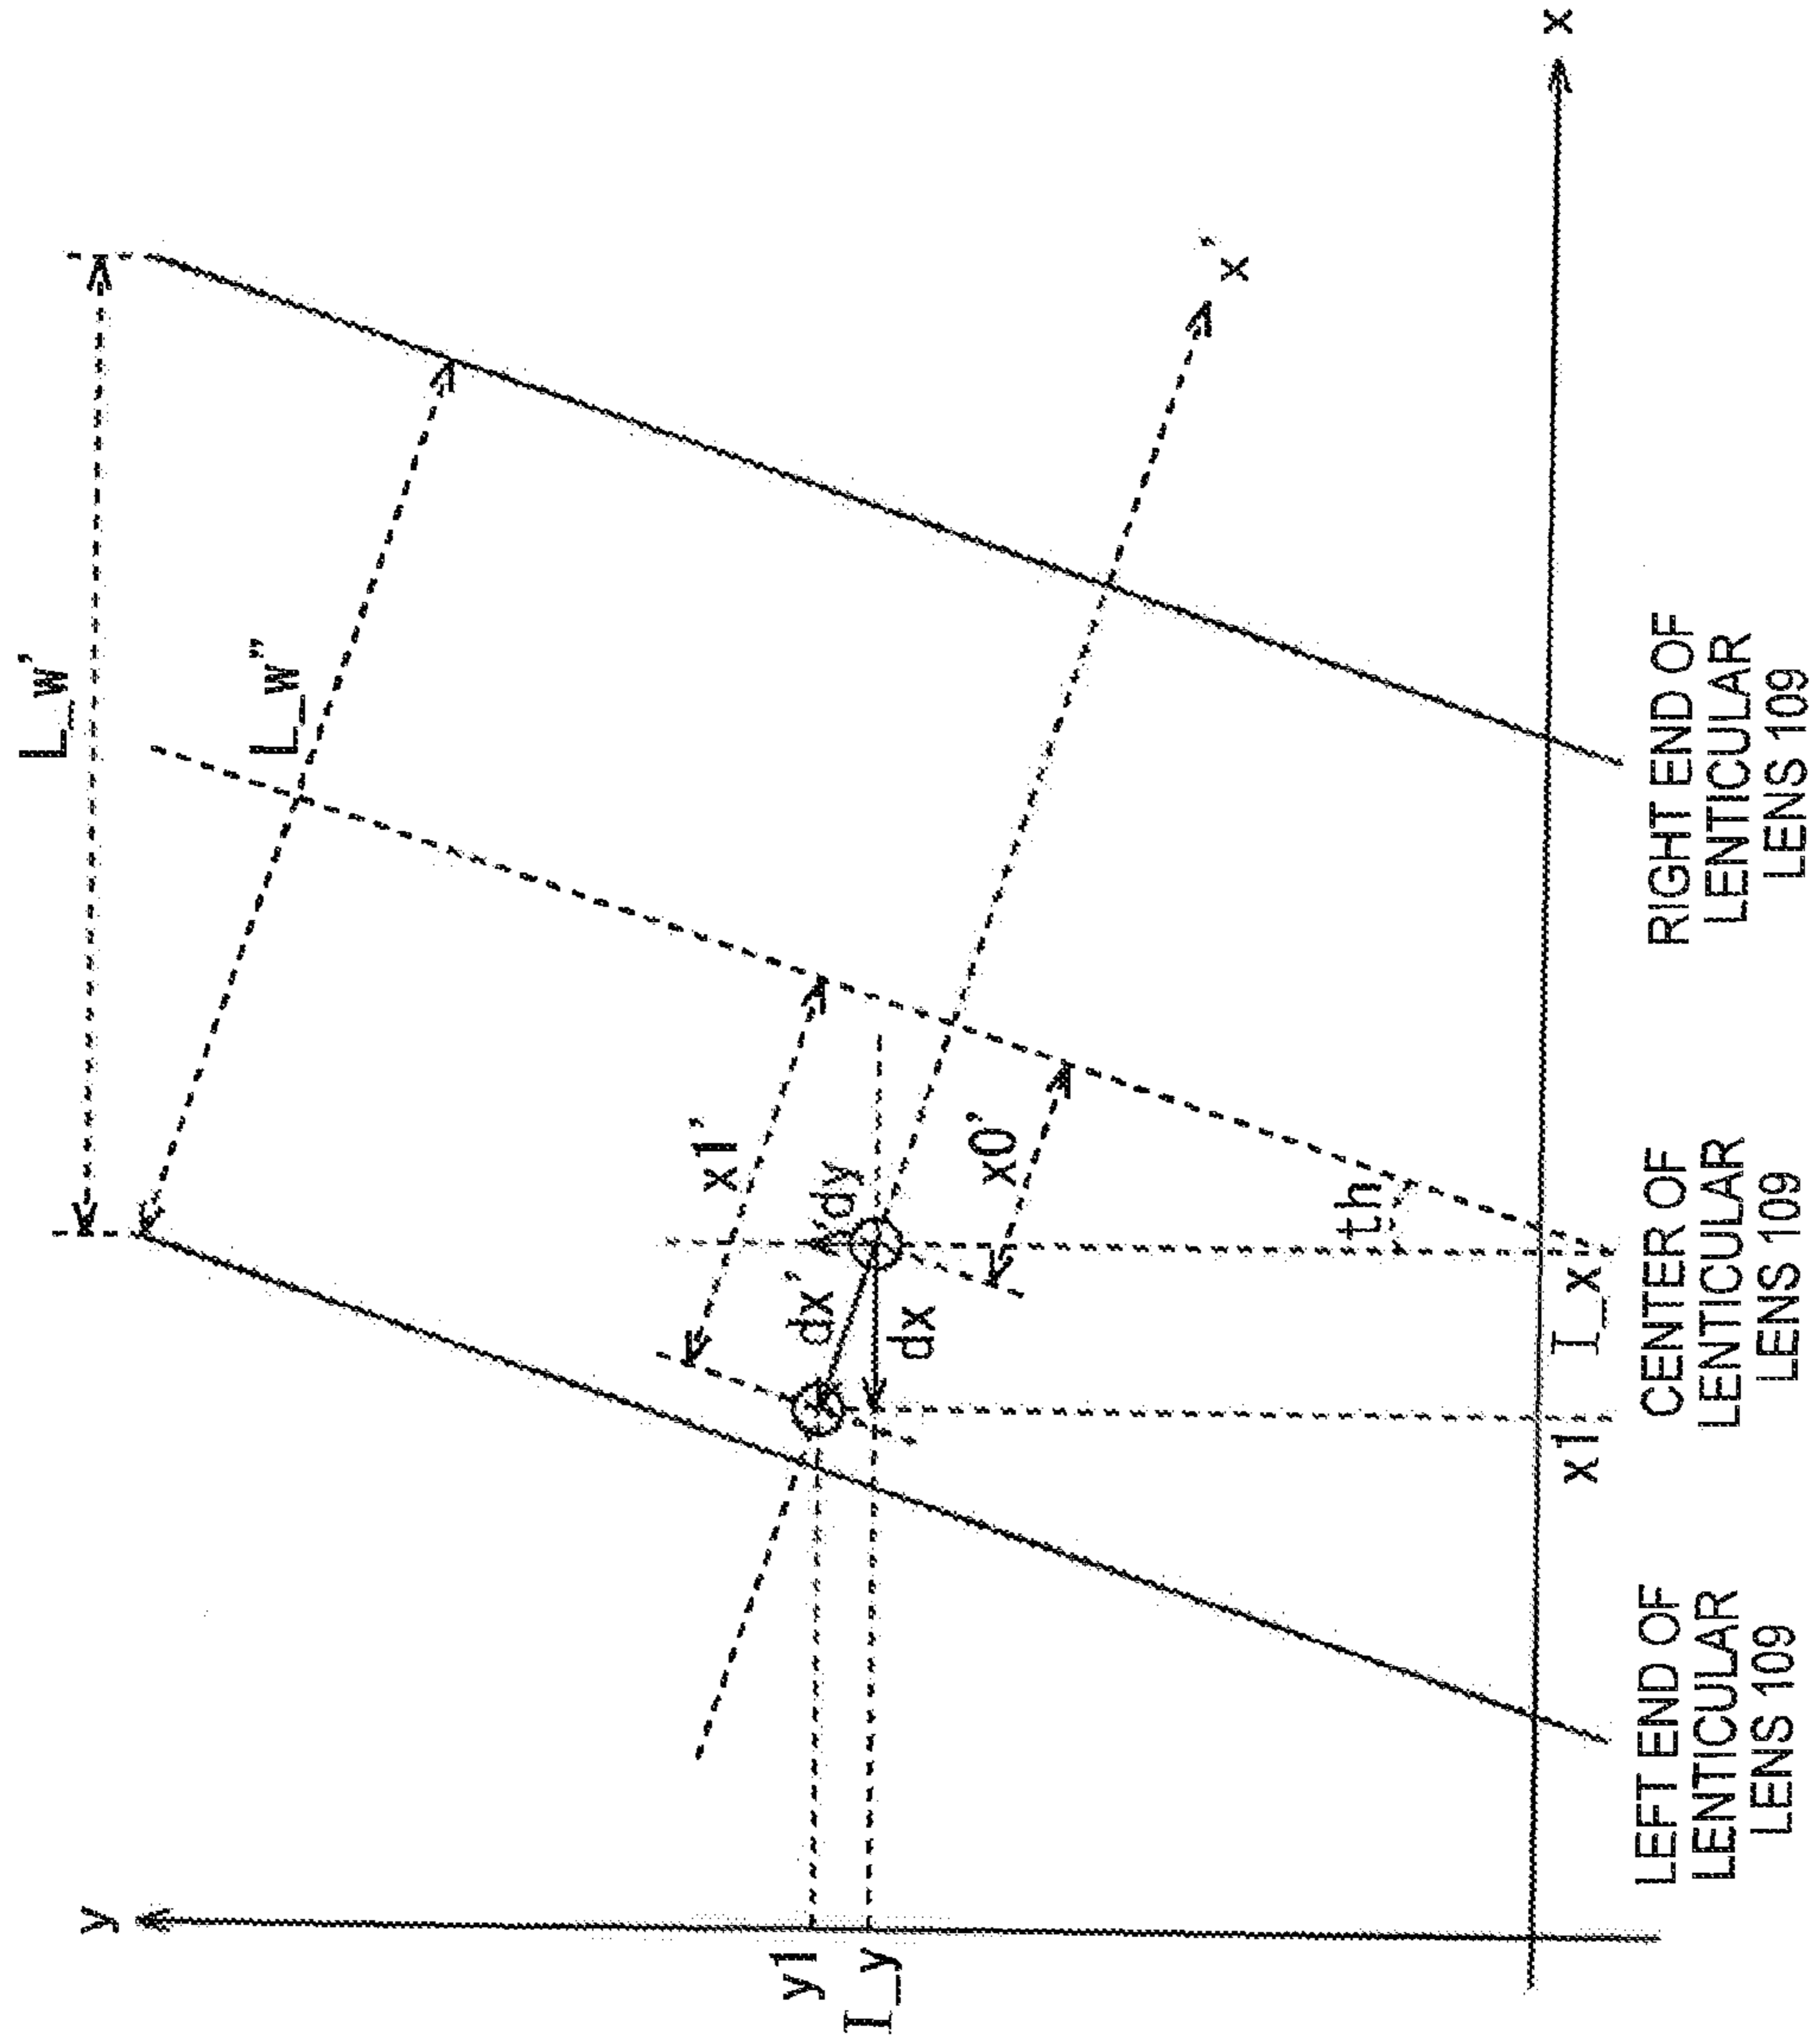 y
L_w'
L_w"
x1'
dy
dx'
x0'
dx
th
x'
y1
I_y
x1
I_x
x
LEFT END OF
LENTICULAR
LENS 109
CENTER OF
LENTICULAR
LENS 109
RIGHT END OF
LENTICULAR
LENS 109